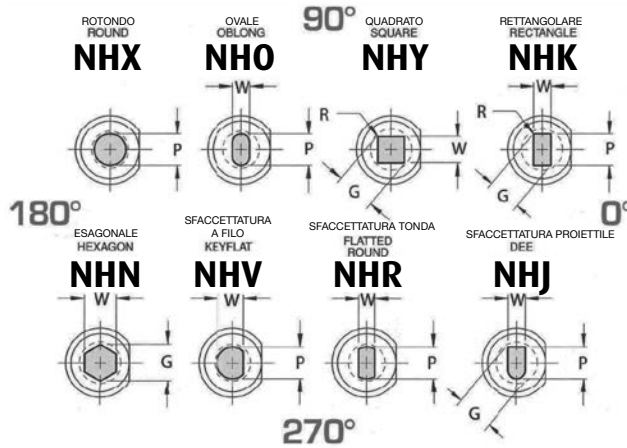 90°
ROTONDO
ROUND
NHX
P
OVALE
OBLONG
NHO
W
P
QUADRATO
SQUARE
NHY
R
W
G
RETTANGOLARE
RECTANGLE
NHK
W
R
P
G
180°
0°
ESAGONALE
HEXAGON
NHN
W
G
SFACCETTATURA
A FILO
KEYFLAT
NHV
W
P
SFACCETTATURA TONDA
FLATTED
ROUND
NHR
W
P
SFACCETTATURA PROIETTILE
DEE
NHJ
W
P
G
270°